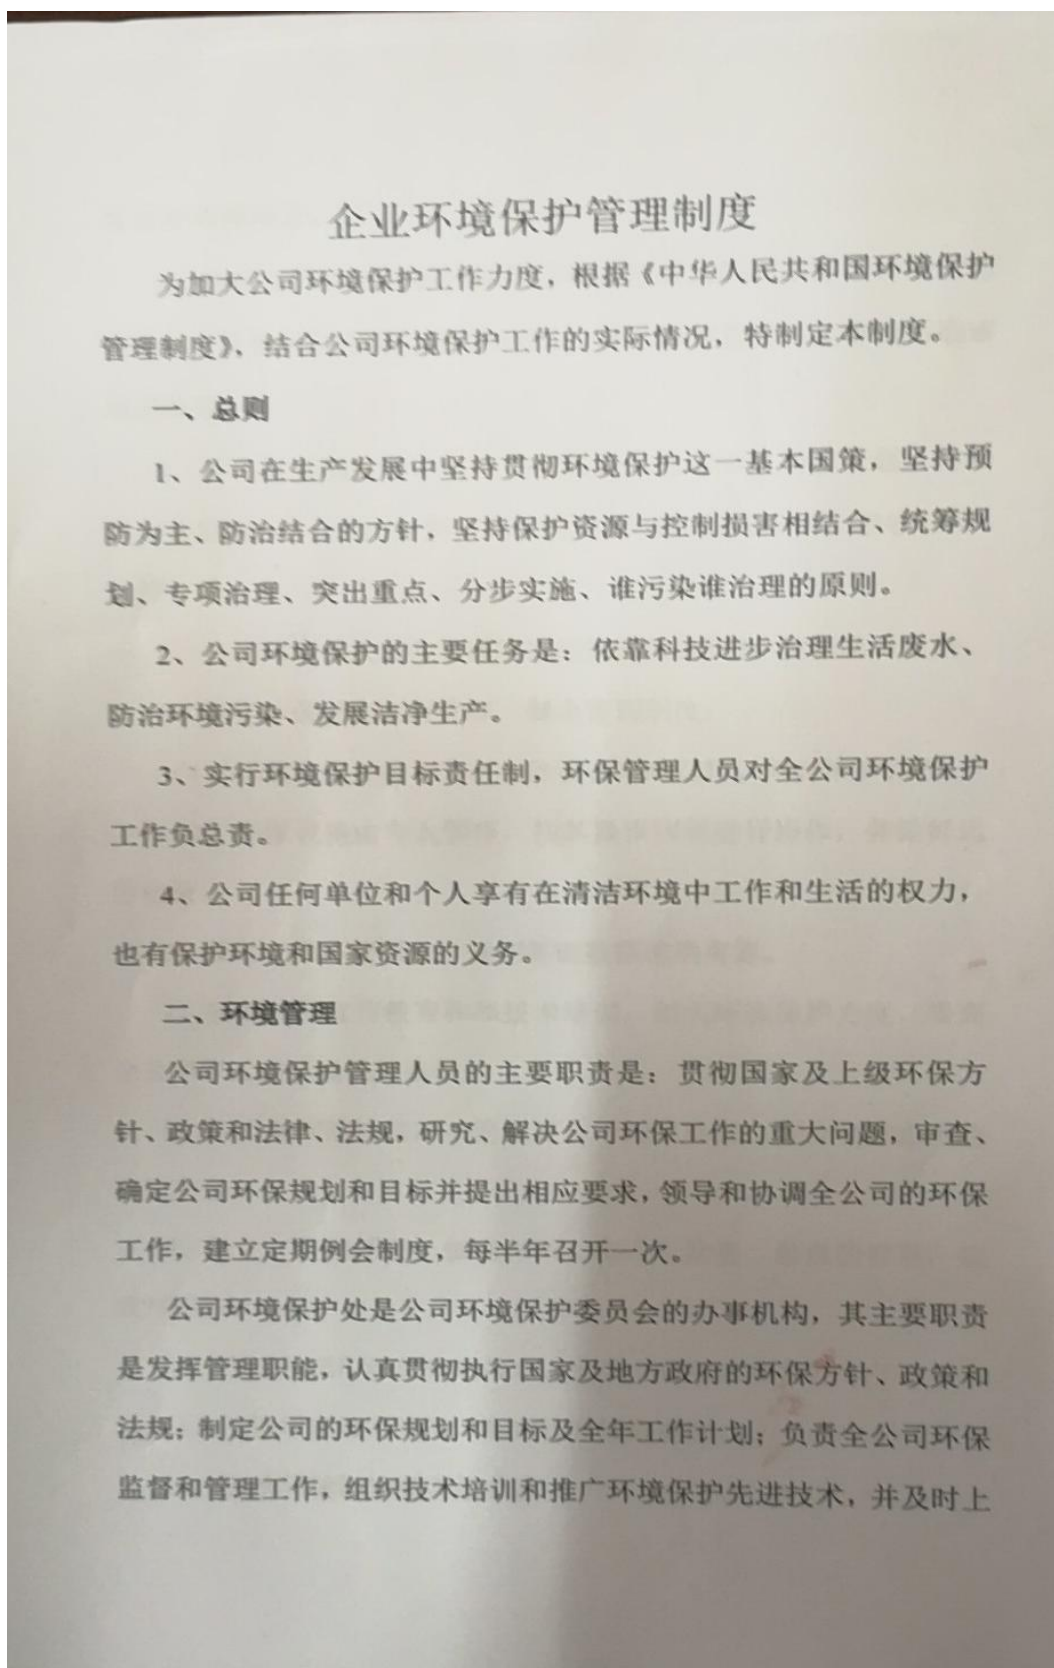 企业环境保护管理制度
为加大公司环境保护工作力度，根据《中华人民共和国环境保护
管理制度》，结合公司环境保护工作的实际情况，特制定本制度。
一、总则
1、公司在生产发展中坚持贯彻环境保护这一基本国策，坚持预
防为主、防治结合的方针，坚持保护资源与控制损害相结合、统筹规
划、专项治理、突出重点、分步实施、谁污染谁治理的原则。
2、公司环境保护的主要任务是：依靠科技进步治理生活废水、
防治环境污染、发展洁净生产。
3、实行环境保护目标责任制，环保管理人员对全公司环境保护
工作负总责。
4、公司任何单位和个人享有在清洁环境中工作和生活的权力，
也有保护环境和国家资源的义务。
二、环境管理
公司环境保护管理人员的主要职责是：贯彻国家及上级环保方
针、政策和法律、法规，研究、解决公司环保工作的重大问题，审查、
确定公司环保规划和目标并提出相应要求，领导和协调全公司的环保
工作，建立定期例会制度，每半年召开一次。
公司环境保护处是公司环境保护委员会的办事机构，其主要职责
是发挥管理职能，认真贯彻执行国家及地方政府的环保方针、政策和
法规；制定公司的环保规划和目标及全年工作计划；负责全公司环保
监督和管理工作，组织技术培训和推广环境保护先进技术，并及时上